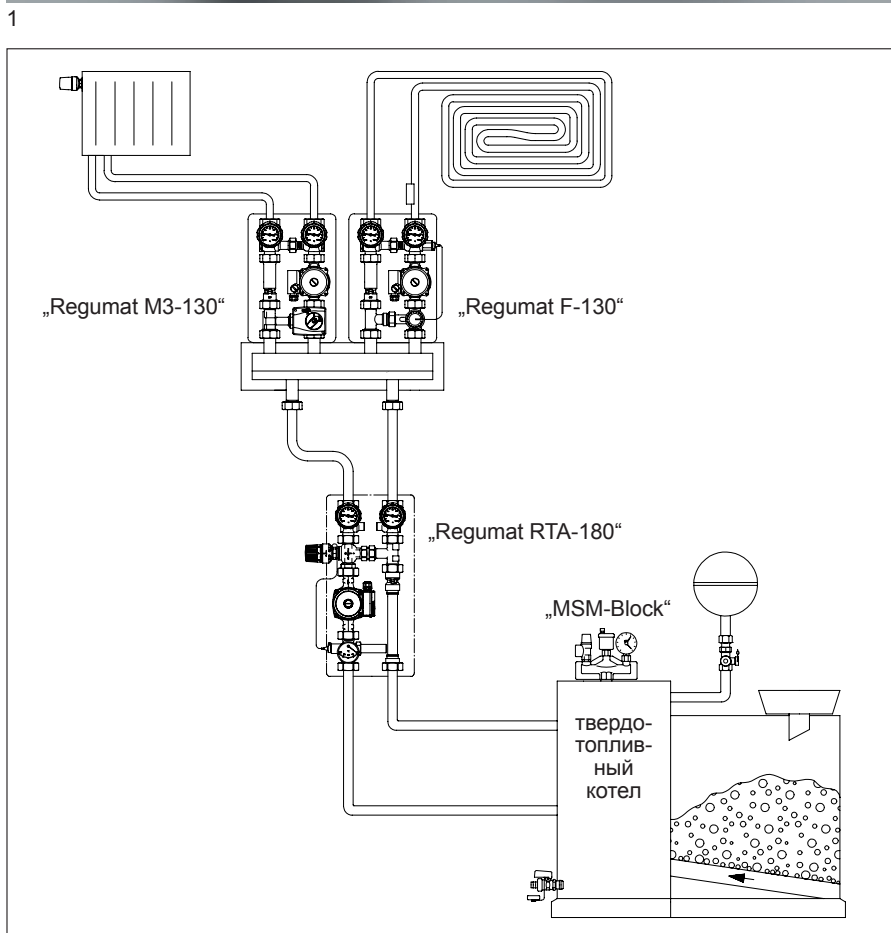 1
„Regumat M3-130“
„Regumat F-130“
„Regumat RTA-180“
„MSM-Block“
твердо-
топлив-
ный
котел